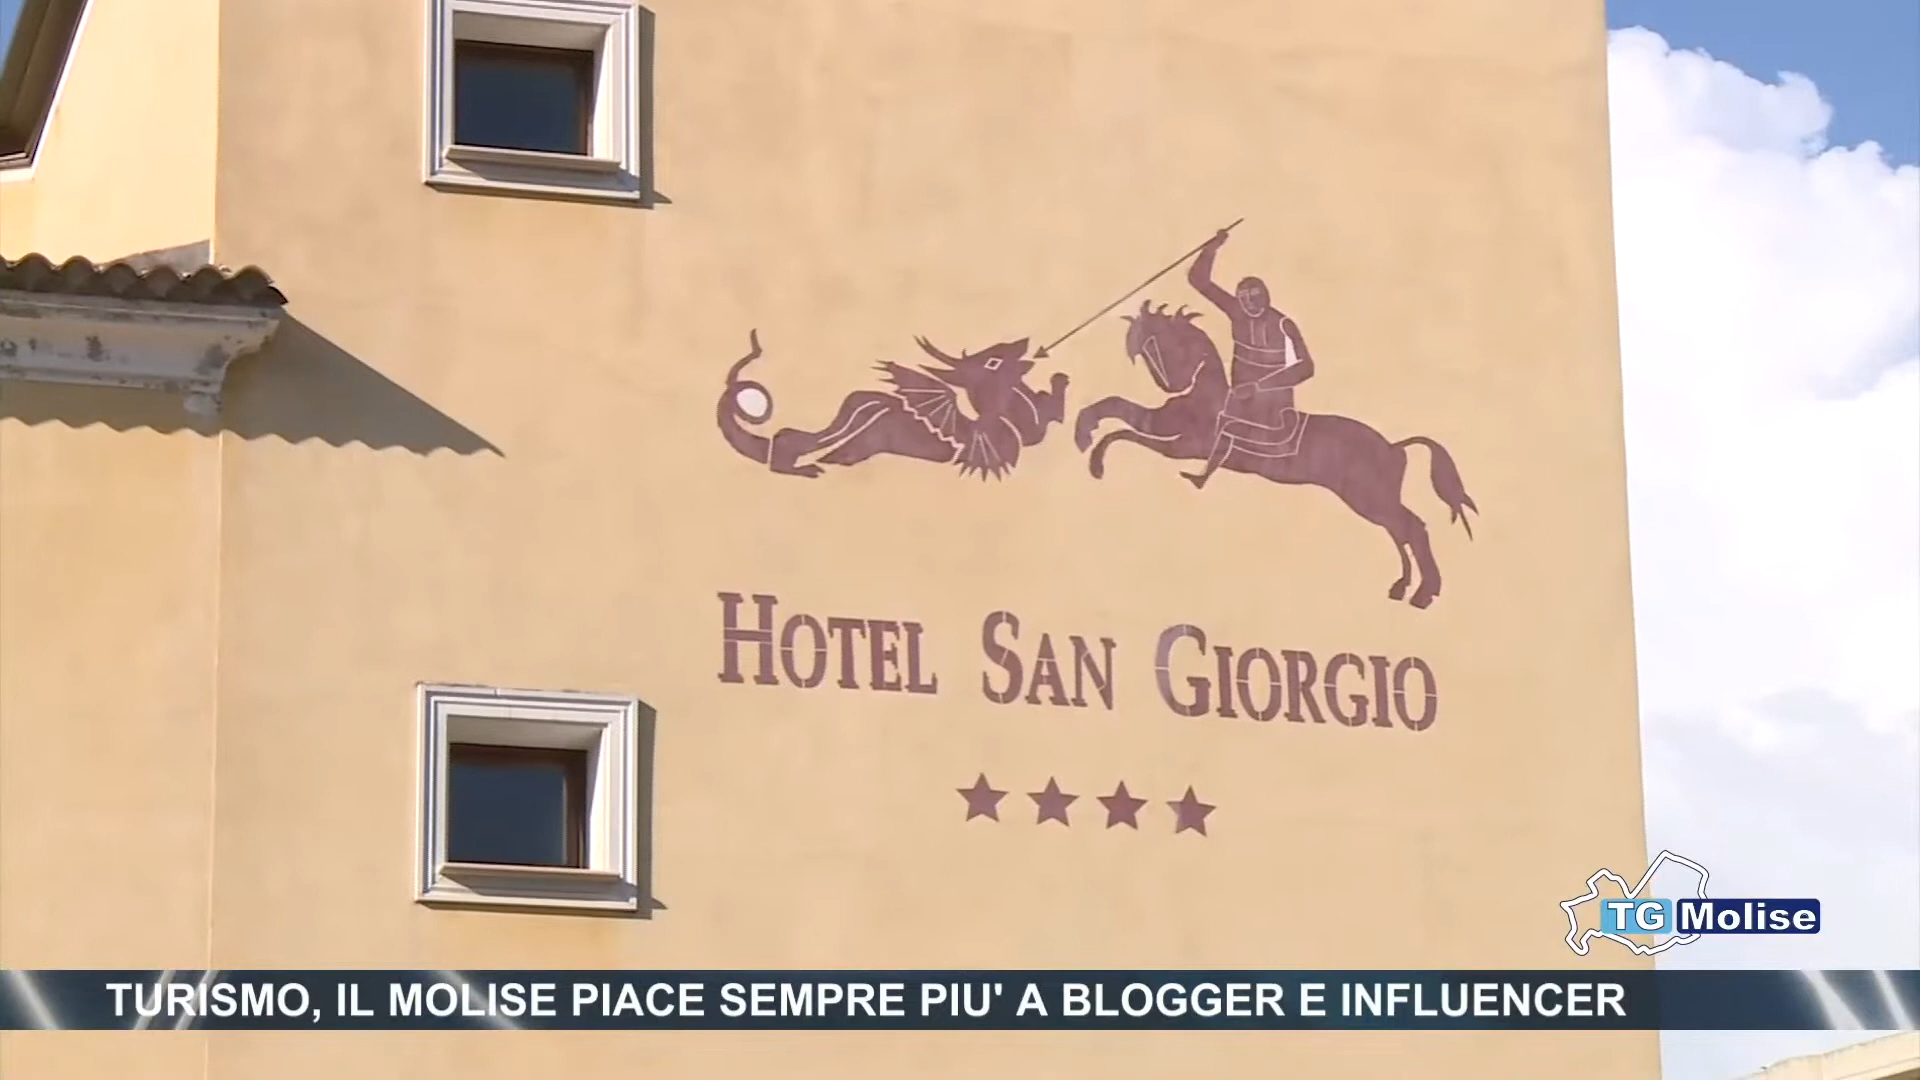 HOTEL SAN GIORGIO
TG Molise
TURISMO, IL MOLISE PIACE SEMPRE PIU' A BLOGGER E INFLUENCER